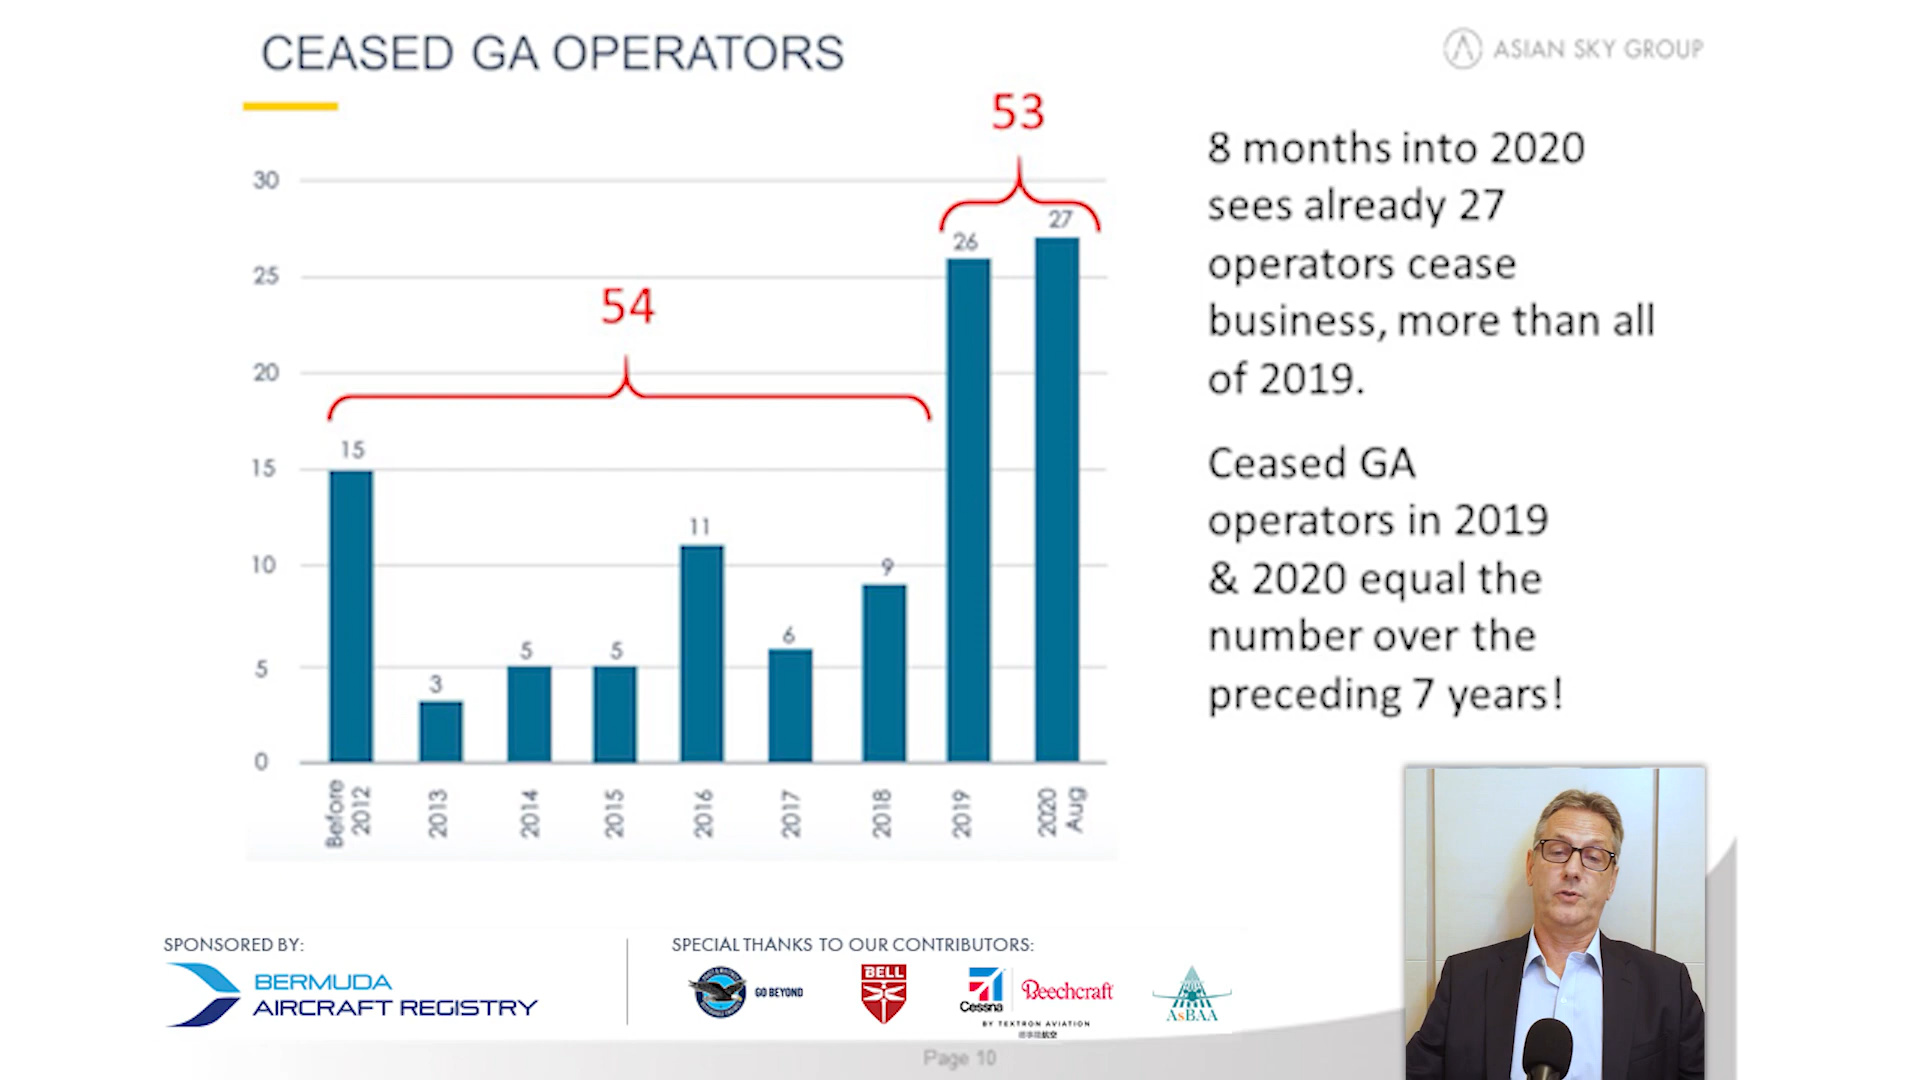 CEASED GA OPERATORS
ASIAN SKY GROUP
53
54
30
25
20
15
10
5
0
15
3
5
5
11
6
9
26
27
Before 2012
2013
2014
2015
2016
2017
2018
2019
2020 Aug
8 months into 2020
sees already 27
operators cease
business, more than all
of 2019.
Ceased GA
operators in 2019
& 2020 equal the
number over the
preceding 7 years!
SPONSORED BY:
BERMUDA
AIRCRAFT REGISTRY
SPECIAL THANKS TO OUR CONTRIBUTORS:
GO BEYOND
BELL
Cessna
Beechcraft
BY TEXTRON AVIATION
AsBAA
Page 10